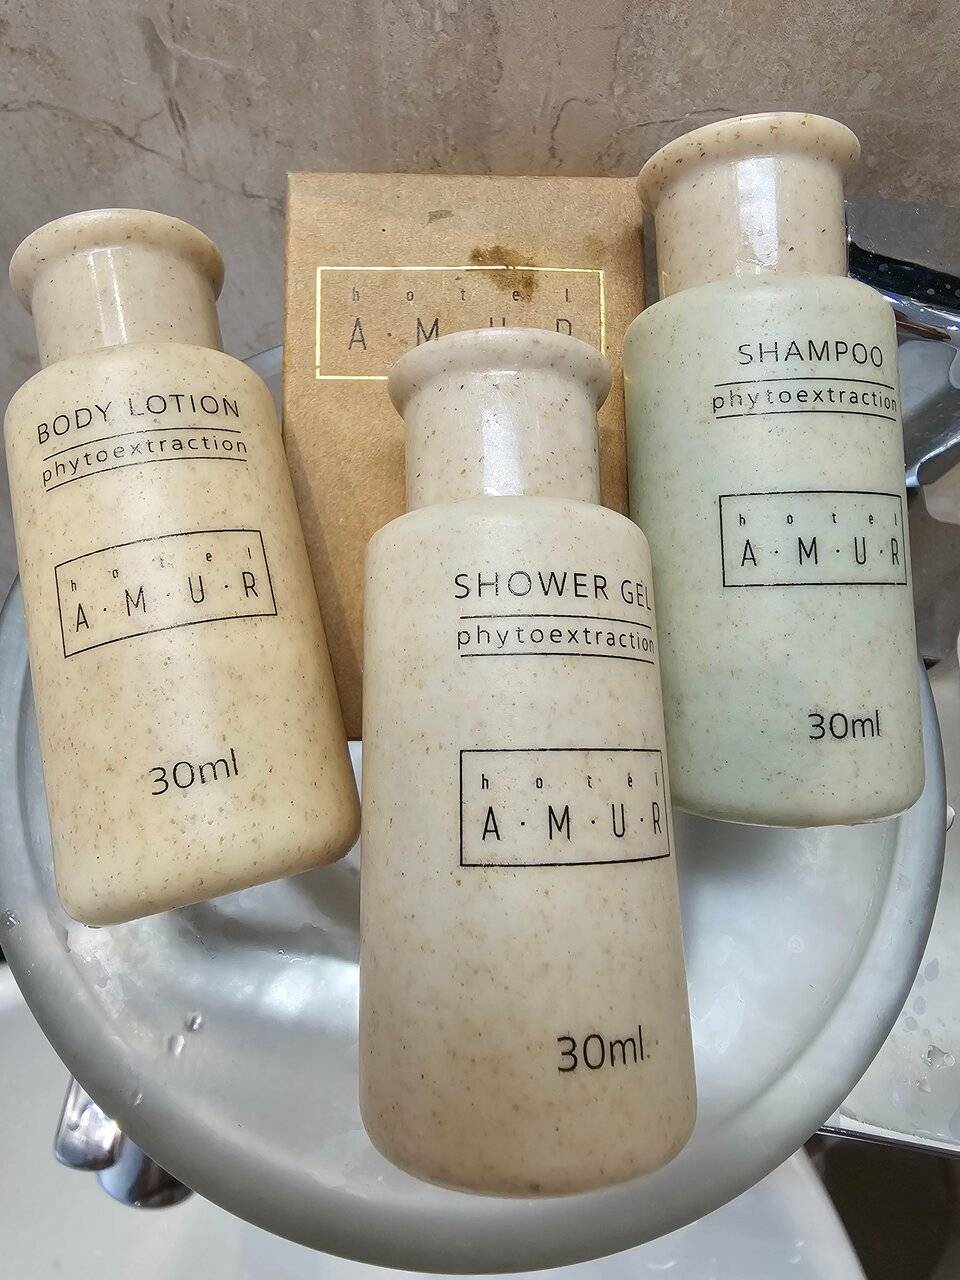 BODY LOTION
phytoextraction
hotel
A·M·U·R
30ml
hotel
A·M·U·R
SHOWER GEL
phytoextraction
hotel
A·M·U·R
30ml
SHAMPOO
phytoextraction
hotel
A·M·U·R
30ml